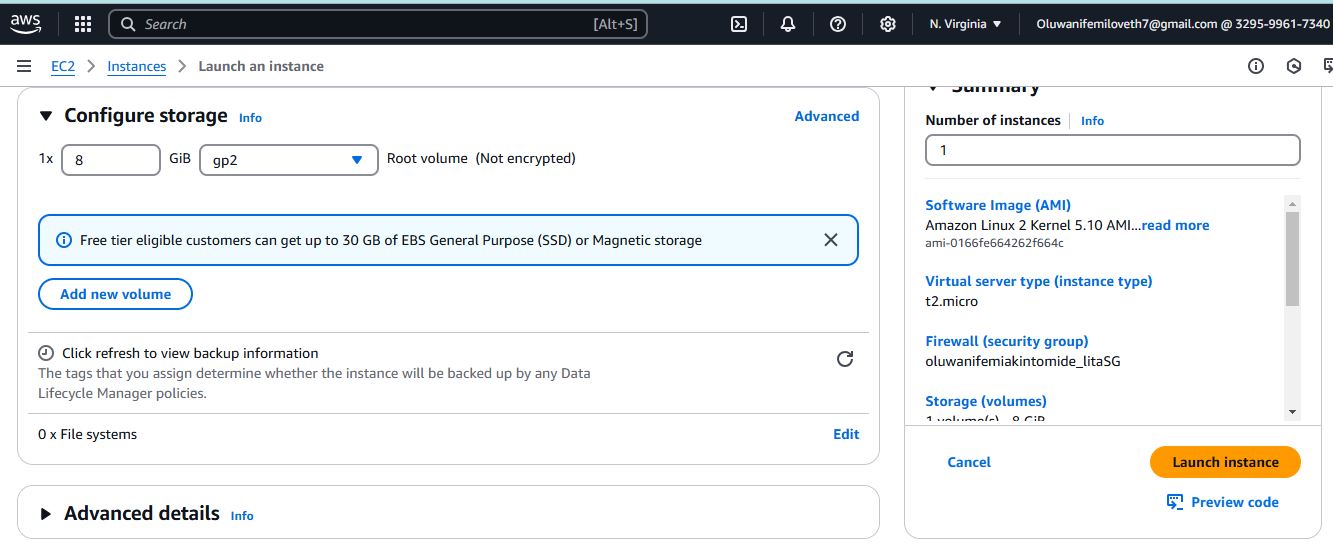 aws
Search [Alt+S] N. Virginia Oluwanifemiloveth7@gmail.com @ 3295-9961-7340
EC2 Instances Launch an instance
Configure storage Info Advanced
1x 8 GiB gp2 Root volume (Not encrypted)
Free tier eligible customers can get up to 30 GB of EBS General Purpose (SSD) or Magnetic storage
Add new volume
Click refresh to view backup information
The tags that you assign determine whether the instance will be backed up by any Data
Lifecycle Manager policies.
0 x File systems Edit
Advanced details Info
Summary
Number of instances Info
1
Software Image (AMI)
Amazon Linux 2 Kernel 5.10 AMI...read more
ami-0166fe664262f664c
Virtual server type (instance type)
t2.micro
Firewall (security group)
oluwanifemiakintomide_litaSG
Storage (volumes)
1 volume(s) - 8 GiB
Cancel Launch instance
Preview code